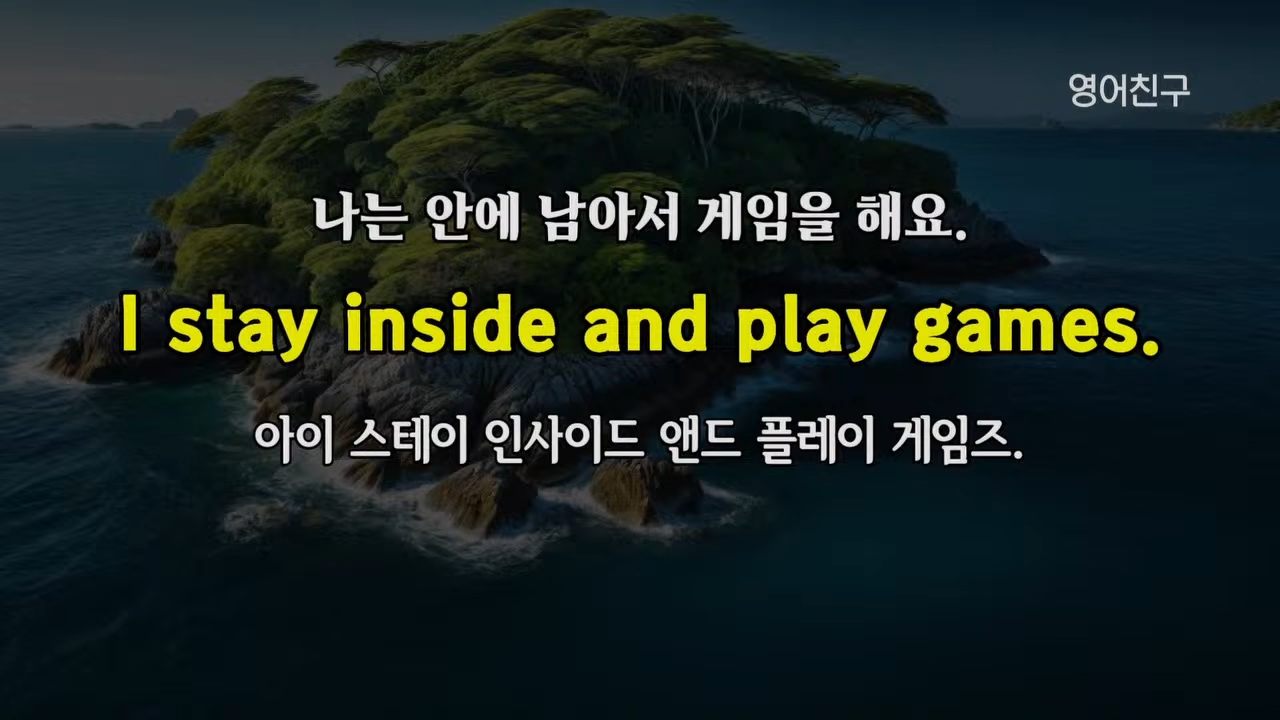 영어친구
나는 안에 남아서 게임을 해요.
I stay inside and play games.
아이 스테이 인사이드 앤드 플레이 게임즈.